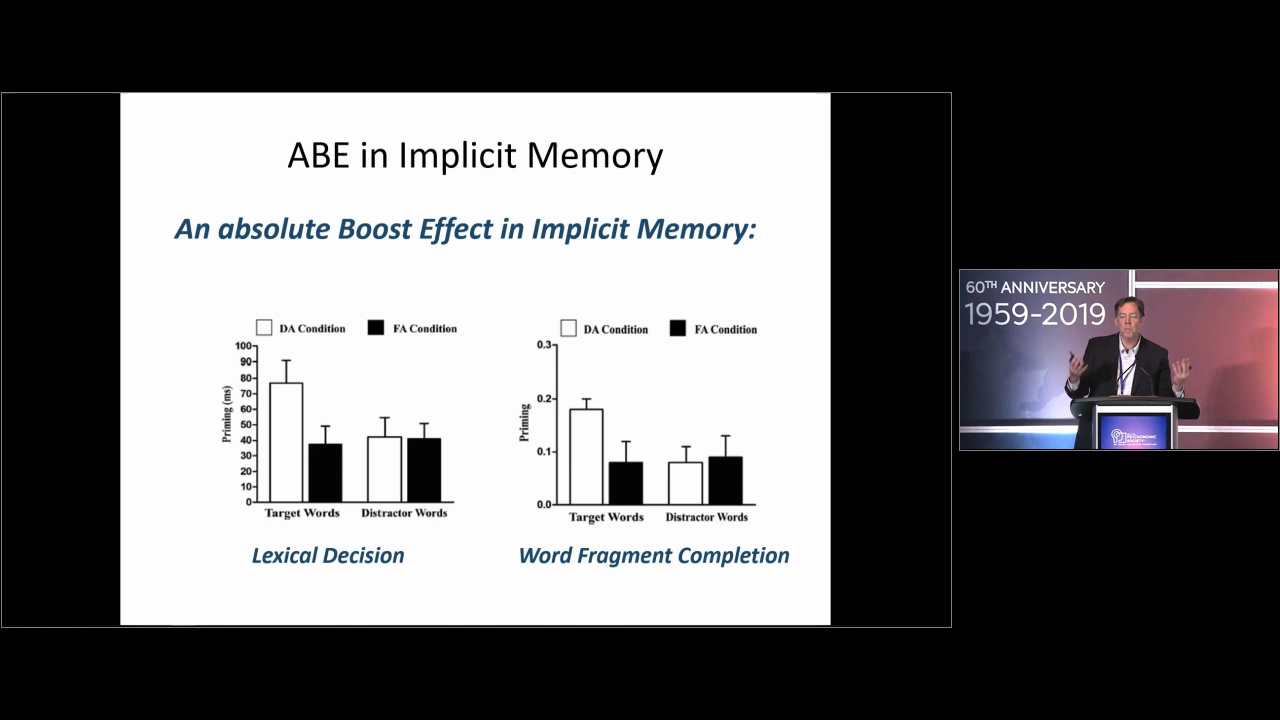 ABE in Implicit Memory
An absolute Boost Effect in Implicit Memory:
DA Condition FA Condition
100
90
80
70
60
50
40
30
20
10
0
Priming (ms)
Target Words Distractor Words
Lexical Decision
DA Condition FA Condition
0.3
0.2
0.1
0.0
Priming
Target Words Distractor Words
Word Fragment Completion
60TH ANNIVERSARY
1959-2019
PSYCHONOMIC
SOCIETY